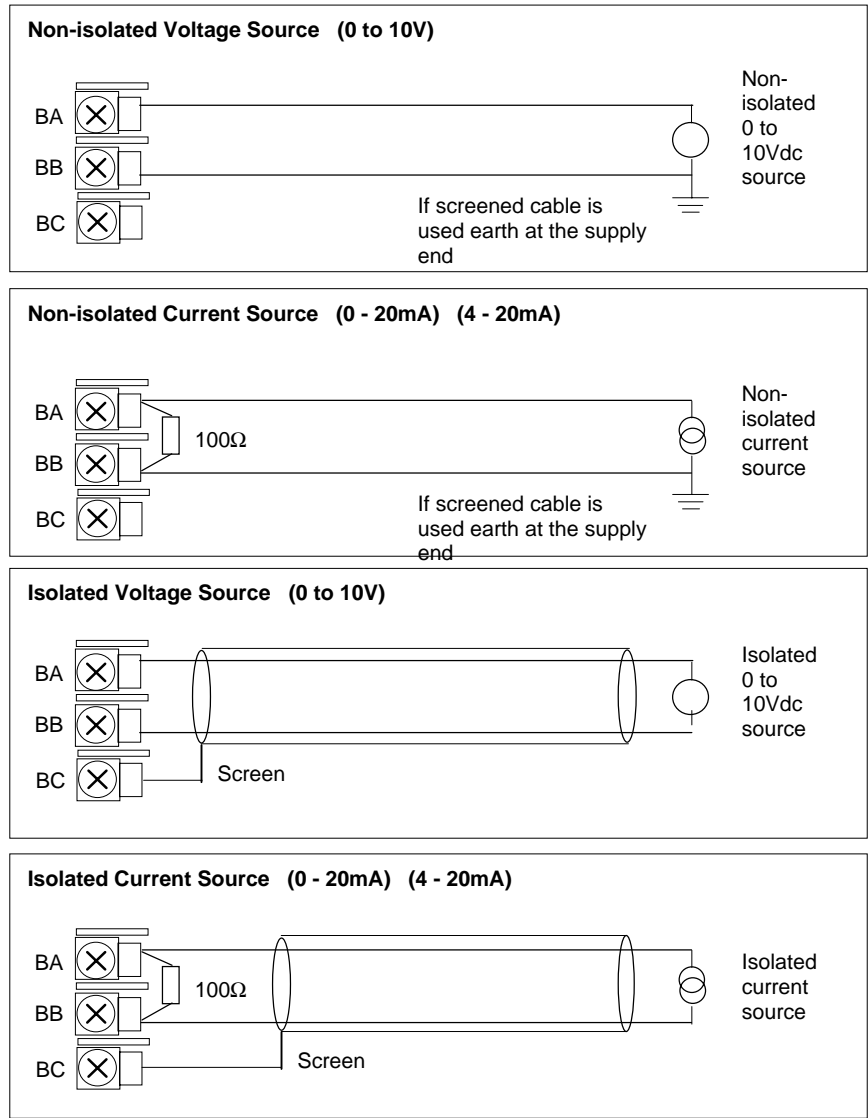 Non-isolated Voltage Source (0 to 10V)
BA
BB
BC
If screened cable is
used earth at the supply
end
Non-
isolated
0 to
10Vdc
source
Non-isolated Current Source (0 - 20mA) (4 - 20mA)
BA
BB
BC
100Ω
If screened cable is
used earth at the supply
end
Non-
isolated
current
source
Isolated Voltage Source (0 to 10V)
BA
BB
BC
Screen
Isolated
0 to
10Vdc
source
Isolated Current Source (0 - 20mA) (4 - 20mA)
BA
BB
BC
100Ω
Screen
Isolated
current
source